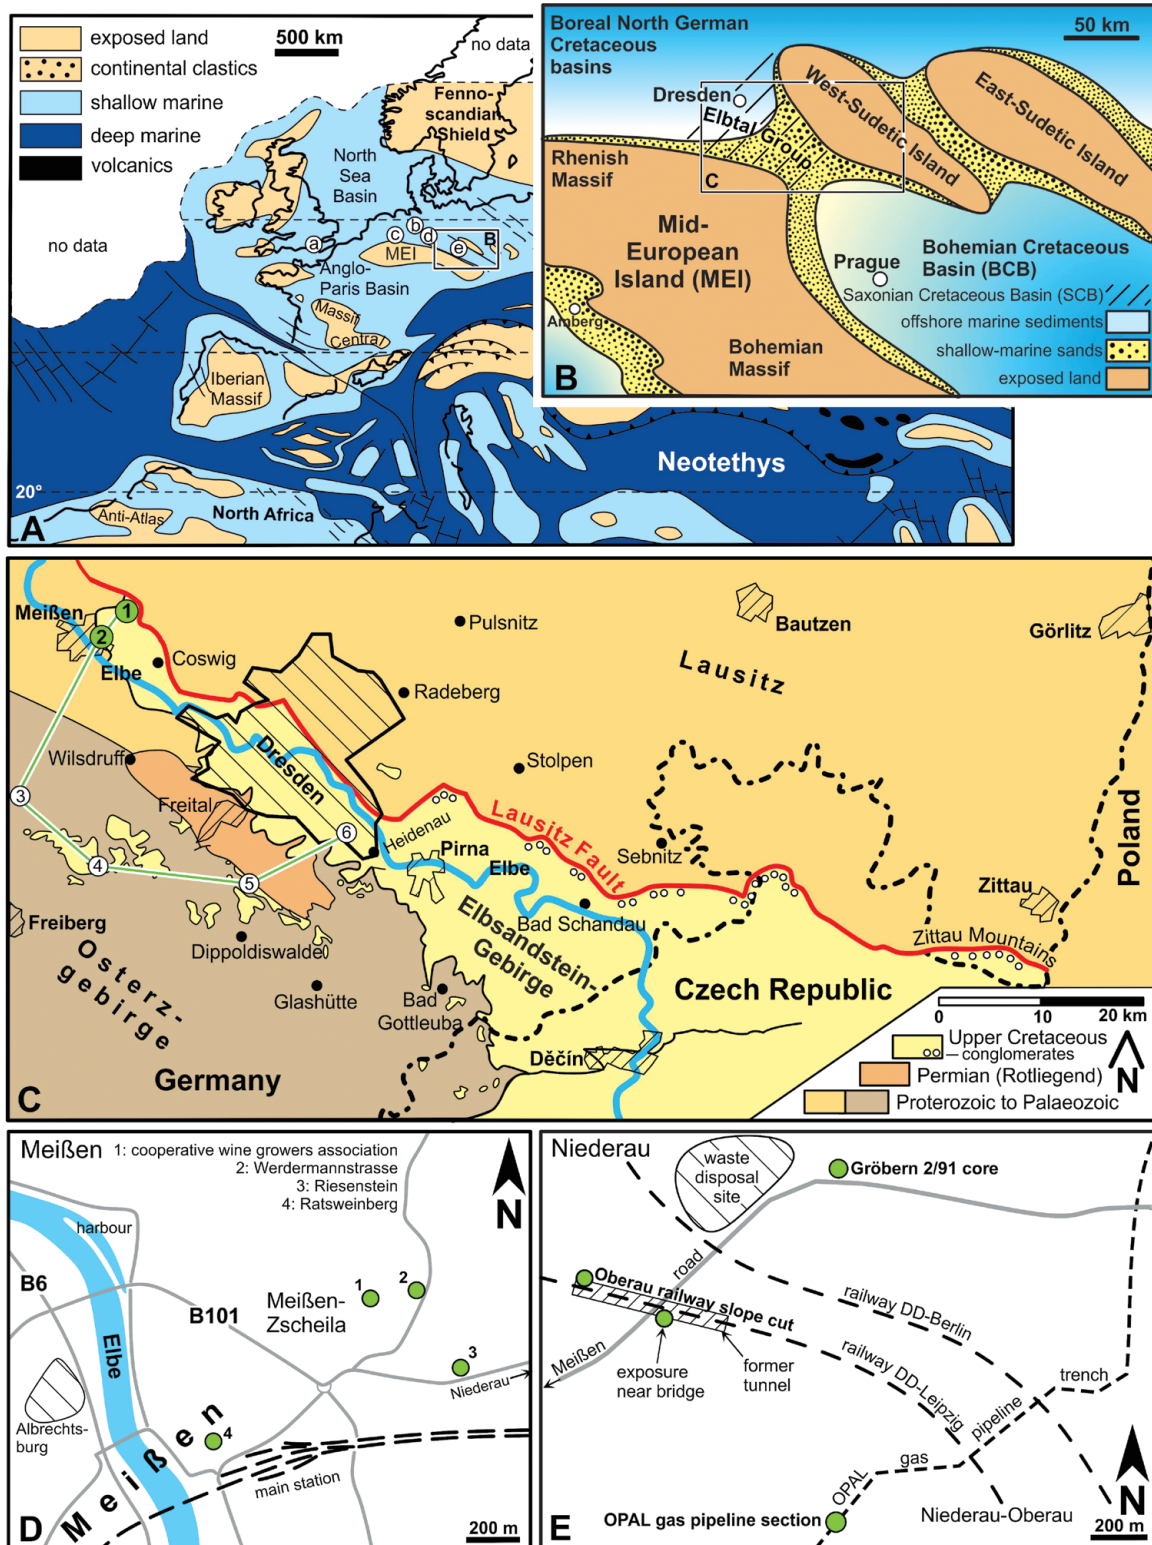 exposed land
continental clastics
shallow marine
deep marine
volcanics
500 km
no data
Fenno-
scandian
Shield
North
Sea
Basin
no data
a
b
c
d
e
B
MEI
Anglo-
Paris Basin
Massif
Central
Iberian
Massif
Neotethys
20°
Anti-Atlas
North Africa
A
Boreal North German
Cretaceous
basins
50 km
Dresden
Elbtal Group
West-Sudetic Island
East-Sudetic Island
Rhenish
Massif
C
Mid-
European
Island (MEI)
Bohemian Cretaceous
Basin (BCB)
Prague
Saxonian Cretaceous Basin (SCB)
Amberg
offshore marine sediments
shallow-marine sands
exposed land
Bohemian
Massif
B
Meißen
1
2
Elbe
Coswig
Pulsnitz
Bautzen
Görlitz
Lausitz
Radeberg
Wilsdruff
Dresden
Stolpen
3
Freital
6
Heidenau
Lausitz Fault
Pirna
Elbe
Sebnitz
Poland
4
5
Zittau
Freiberg
Bad Schandau
Dippoldiswalde
Zittau Mountains
Osterz-
gebirge
Elbsandstein-
Gebirge
Glashütte
Bad
Gottleuba
Czech Republic
0 10 20 km
Upper Cretaceous
conglomerates
Děčín
Permian (Rotliegend)
N
Germany
Proterozoic to Palaeozoic
C
Meißen
1: cooperative wine growers association
2: Werdermannstrasse
3: Riesenstein
4: Ratsweinberg
N
harbour
B6
1
2
Meißen-
Zscheila
B101
Elbe
3
Niederau
Albrechts-
burg
4
Meißen
main station
D
200 m
Niederau
waste
disposal
site
Gröbern 2/91 core
road
Oberau railway slope cut
railway DD-Berlin
Meißen
exposure
near bridge
former
tunnel
railway DD-Leipzig
trench
pipeline
gas
OPAL
OPAL gas pipeline section
Niederau-Oberau
N
E
200 m